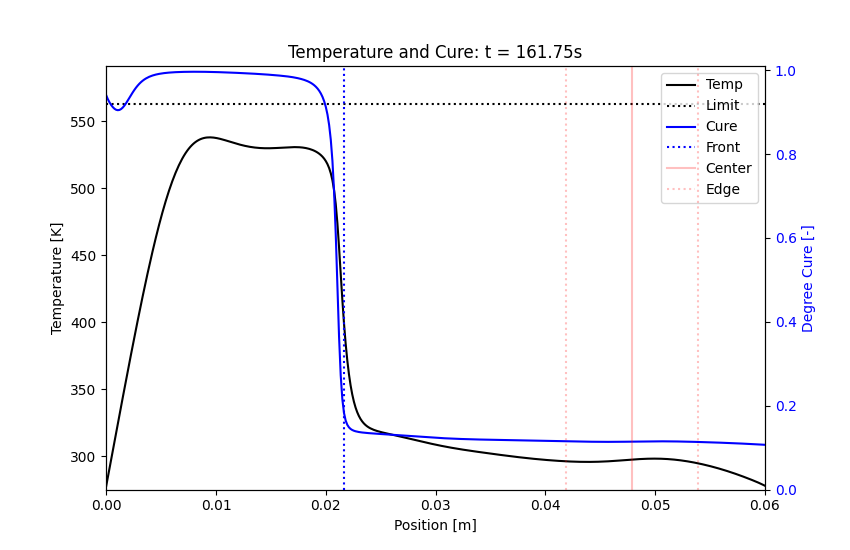 Temperature and Cure: t = 161.75s
Temperature [K]
550
500
450
400
350
300
Temp
Limit
Cure
Front
Center
Edge
1.0
0.8
0.6
0.4
0.2
0.0
Degree Cure [-]
0.00 0.01 0.02 0.03 0.04 0.05 0.06
Position [m]